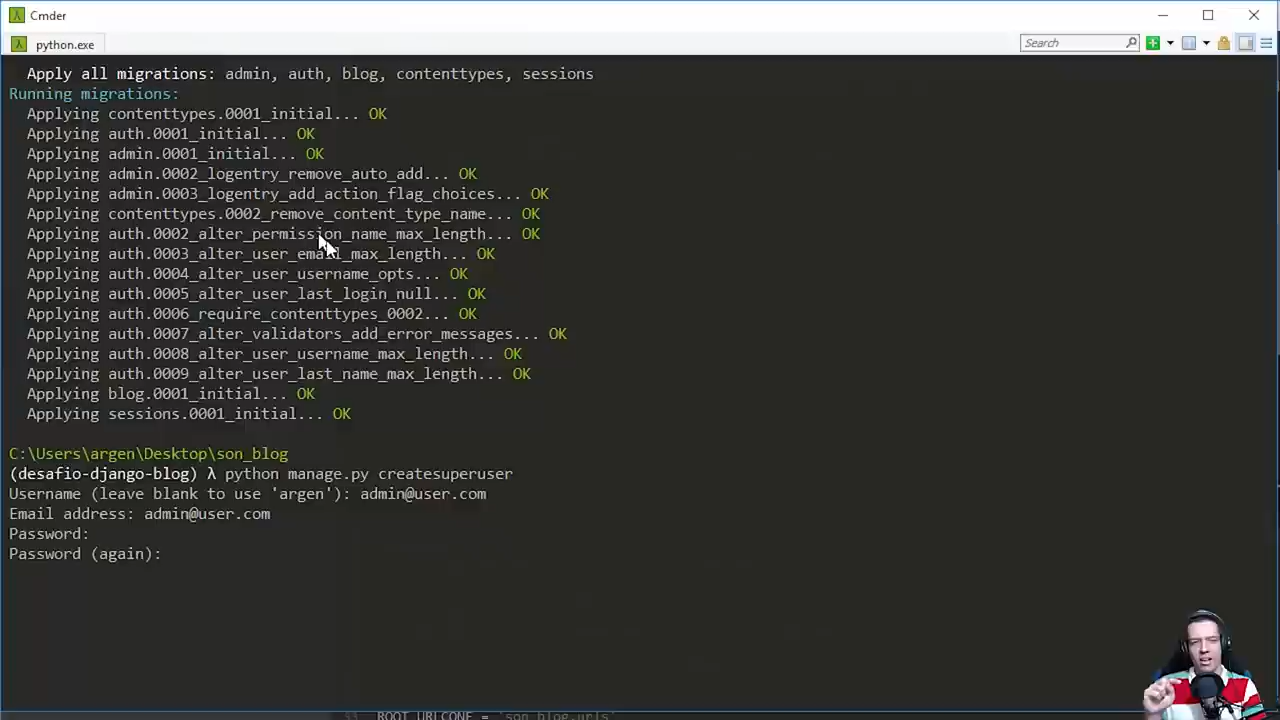 Cmder
python.exe
Search
Apply all migrations: admin, auth, blog, contenttypes, sessions
Running migrations:
Applying contenttypes.0001_initial... OK
Applying auth.0001_initial... OK
Applying admin.0001_initial... OK
Applying admin.0002_logentry_remove_auto_add... OK
Applying admin.0003_logentry_add_action_flag_choices... OK
Applying contenttypes.0002_remove_content_type_name... OK
Applying auth.0002_alter_permission_name_max_length... OK
Applying auth.0003_alter_user_email_max_length... OK
Applying auth.0004_alter_user_username_opts... OK
Applying auth.0005_alter_user_last_login_null... OK
Applying auth.0006_require_contenttypes_0002... OK
Applying auth.0007_alter_validators_add_error_messages... OK
Applying auth.0008_alter_user_username_max_length... OK
Applying auth.0009_alter_user_last_name_max_length... OK
Applying blog.0001_initial... OK
Applying sessions.0001_initial... OK
C:\Users\argen\Desktop\son_blog
(desafio-django-blog) λ python manage.py createsuperuser
Username (leave blank to use 'argen'): admin@user.com
Email address: admin@user.com
Password:
Password (again):
ROOT_URLCONF = 'son_blog.urls'